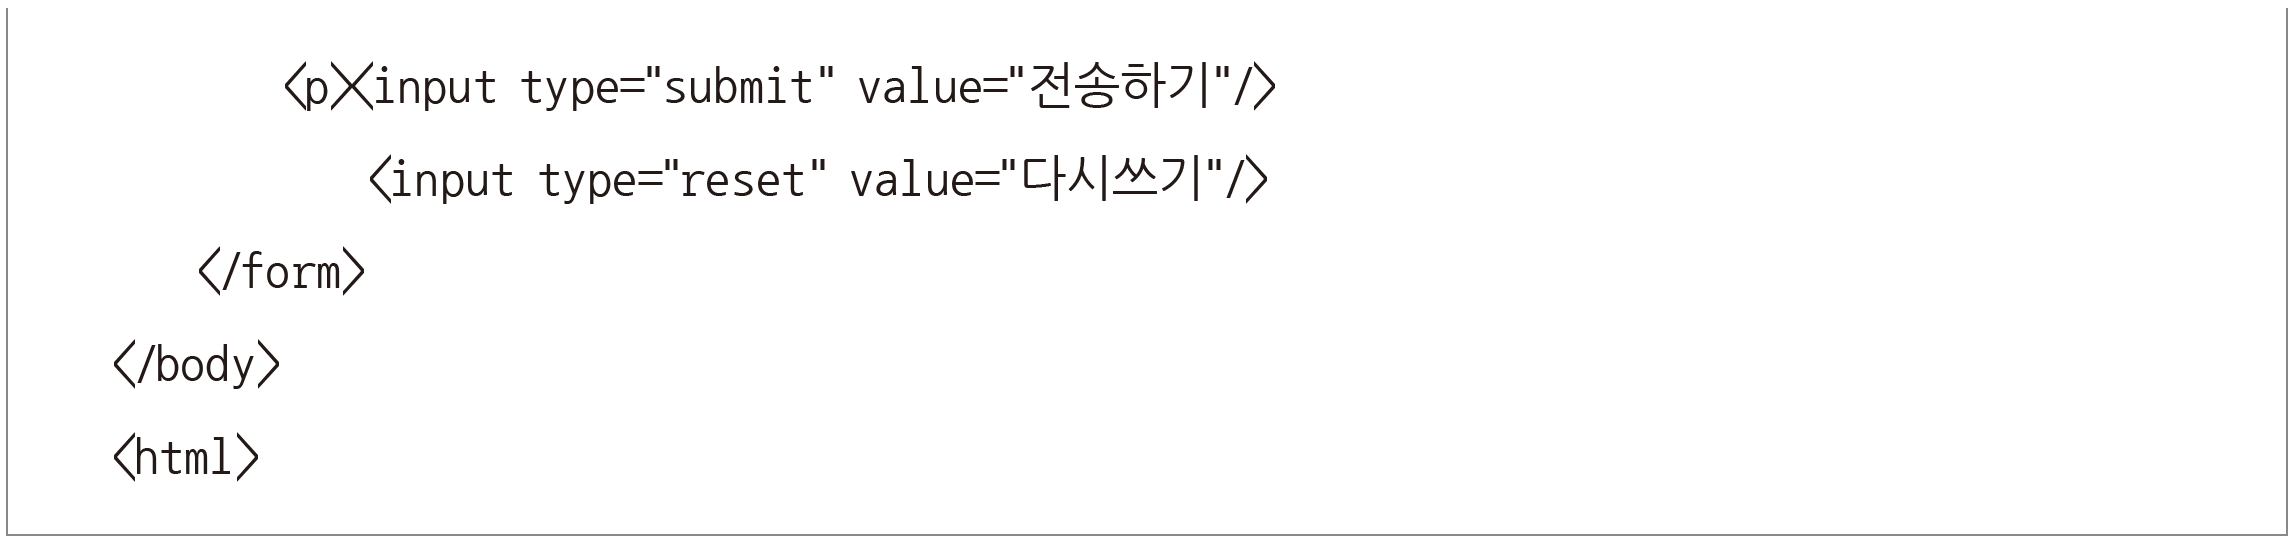 <p><input type="submit" value="전송하기"/>
<input type="reset" value="다시쓰기"/>
</form>
</body>
<html>